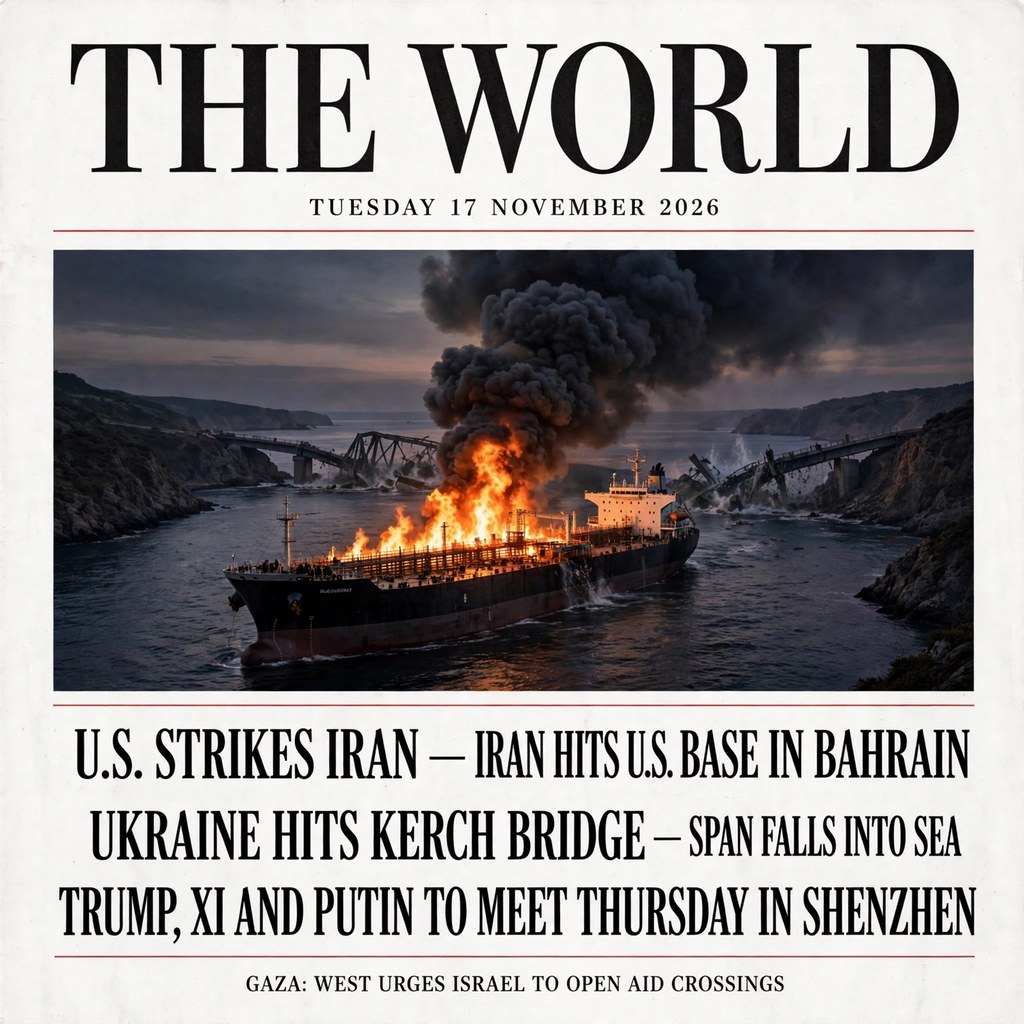 THE WORLD
TUESDAY 17 NOVEMBER 2026
U.S. STRIKES IRAN — IRAN HITS U.S. BASE IN BAHRAIN
UKRAINE HITS KERCH BRIDGE — SPAN FALLS INTO SEA
TRUMP, XI AND PUTIN TO MEET THURSDAY IN SHENZHEN
GAZA: WEST URGES ISRAEL TO OPEN AID CROSSINGS